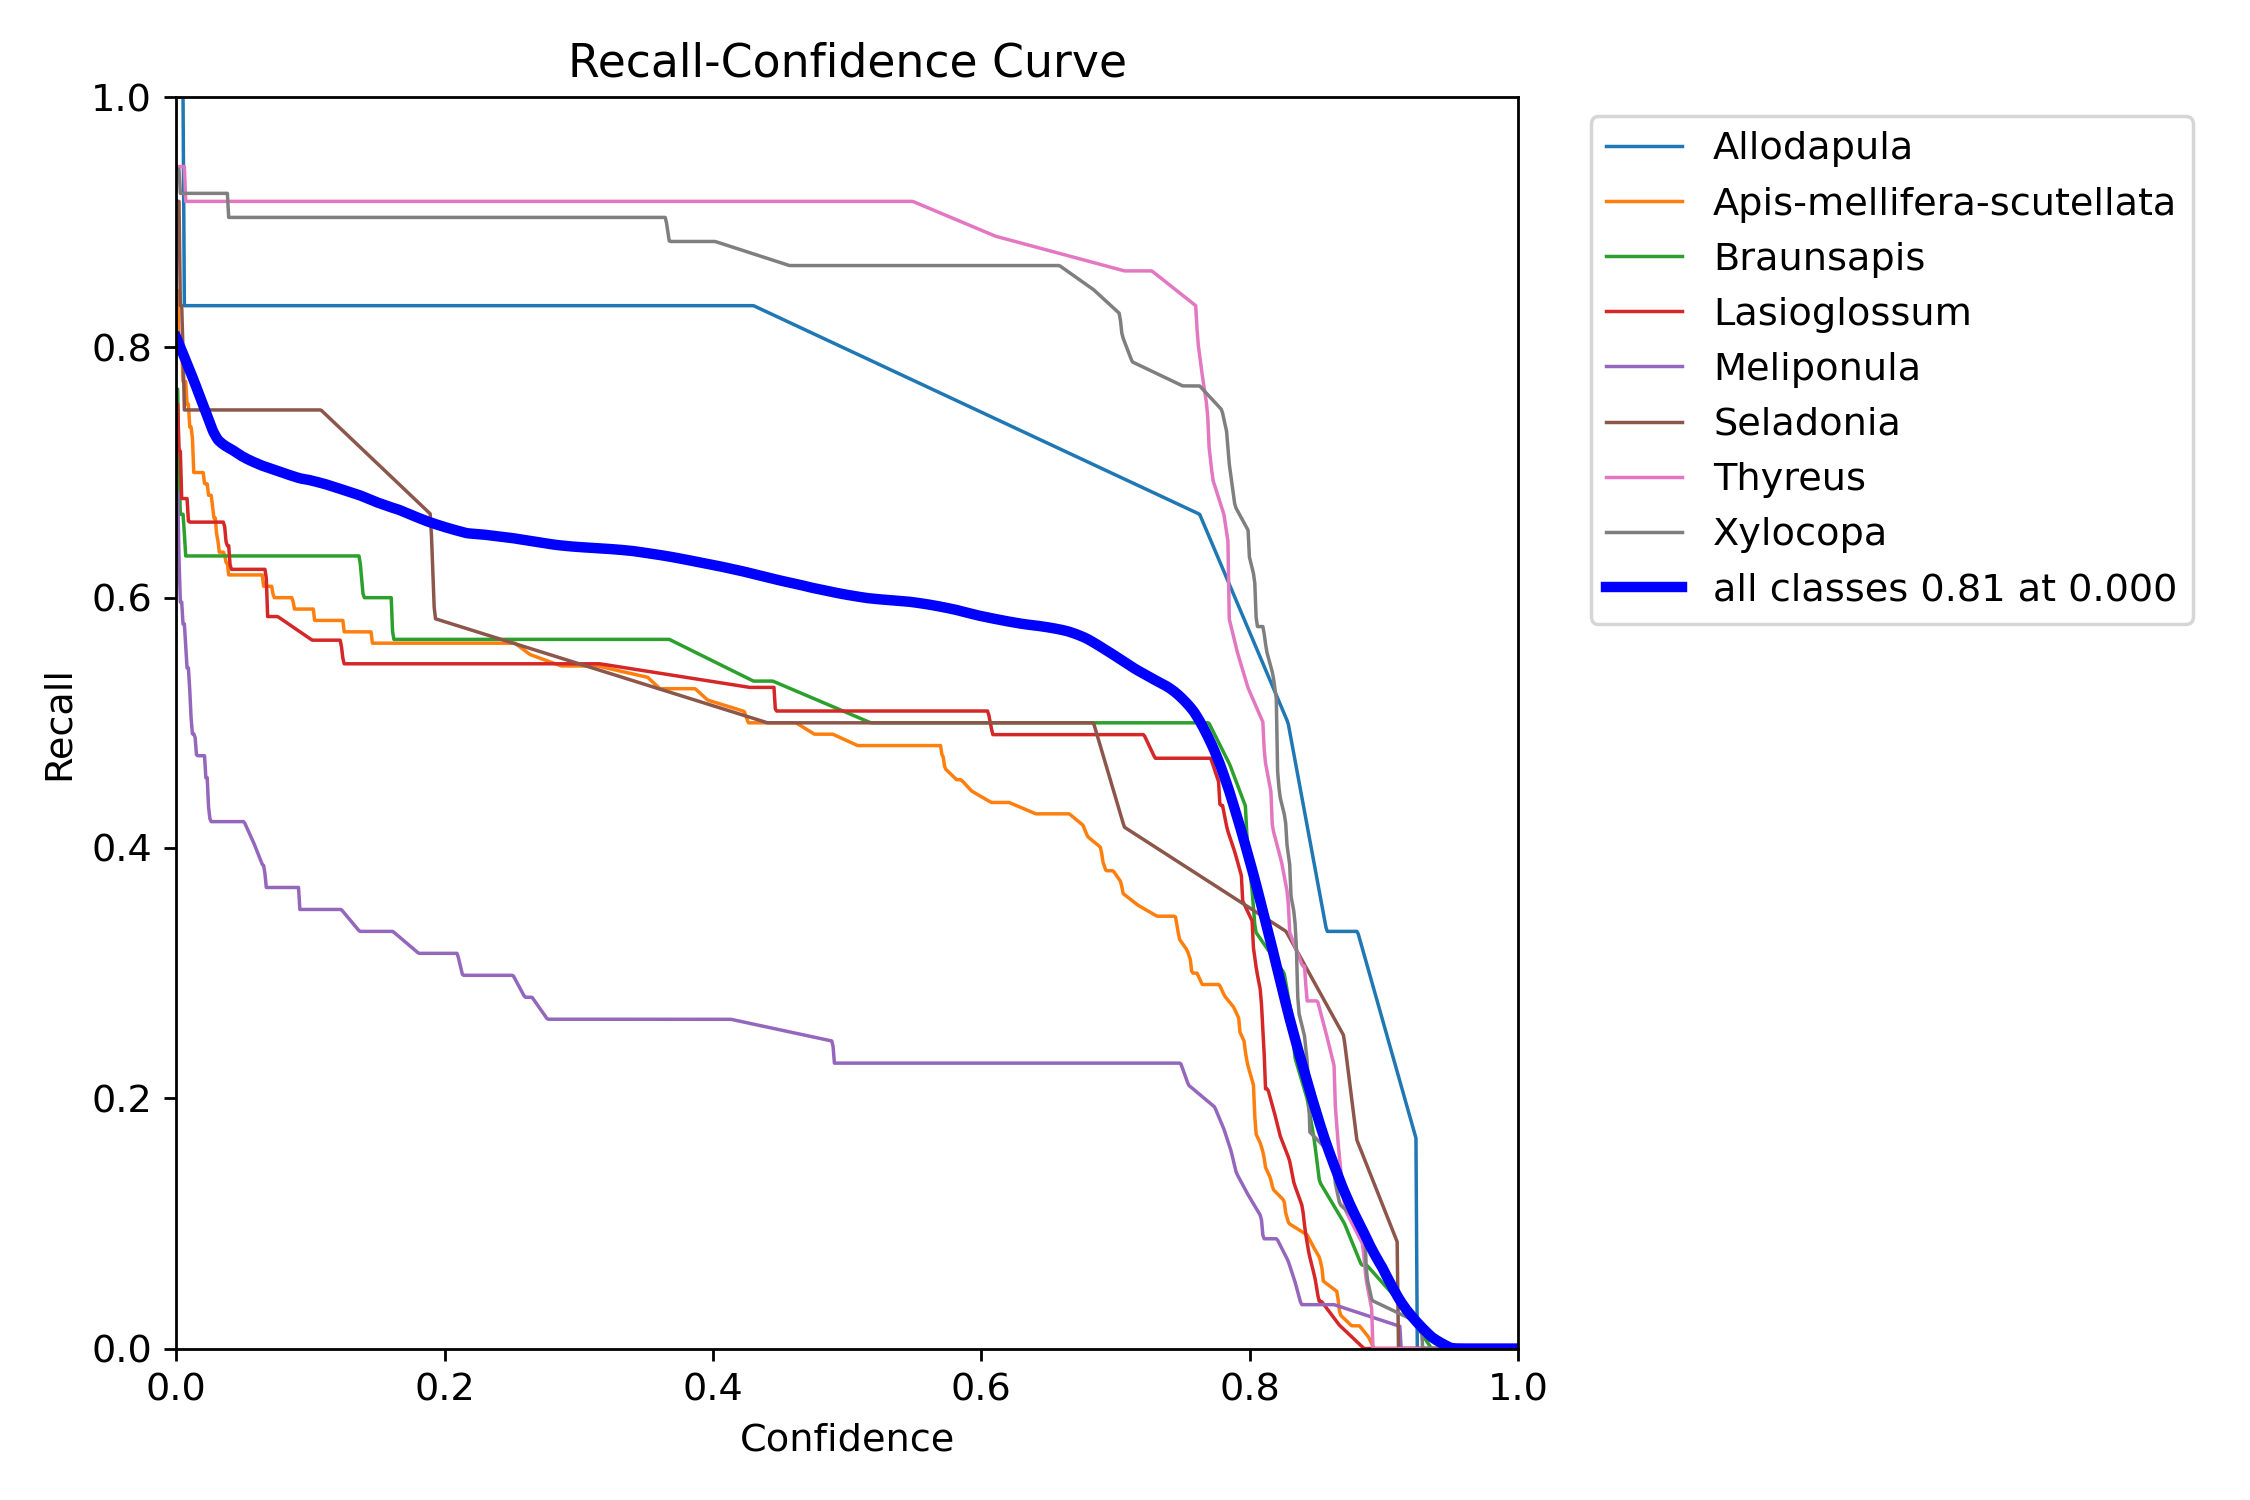 Recall-Confidence Curve
1.0
0.8
0.6
0.4
0.2
0.0
Recall
0.0 0.2 0.4 0.6 0.8 1.0
Confidence
Allodapula
Apis-mellifera-scutellata
Braunsapis
Lasioglossum
Meliponula
Seladonia
Thyreus
Xylocopa
all classes 0.81 at 0.000